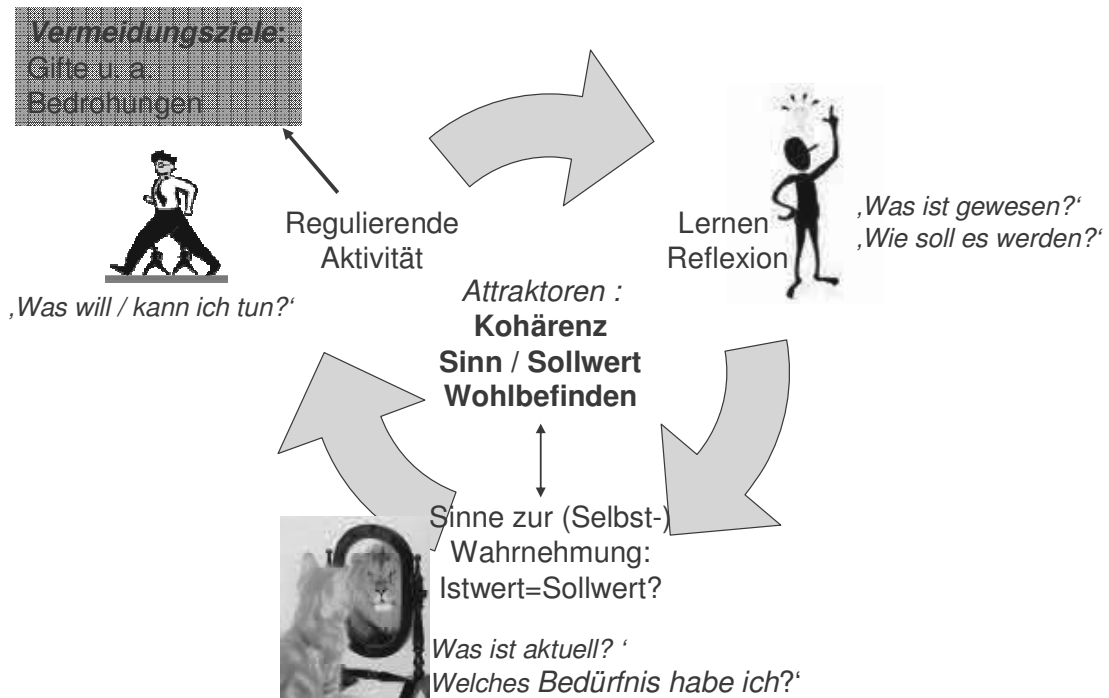 Vermeidungsziele:
Gifte u. a.
Bedrohungen
Regulierende
Aktivität
‚Was will / kann ich tun?‘
Lernen
Reflexion
‚Was ist gewesen?‘
‚Wie soll es werden?‘
Attraktoren :
Kohärenz
Sinn / Sollwert
Wohlbefinden
Sinne zur (Selbst-)
Wahrnehmung:
Istwert=Sollwert?
Was ist aktuell? ‘
Welches Bedürfnis habe ich?‘